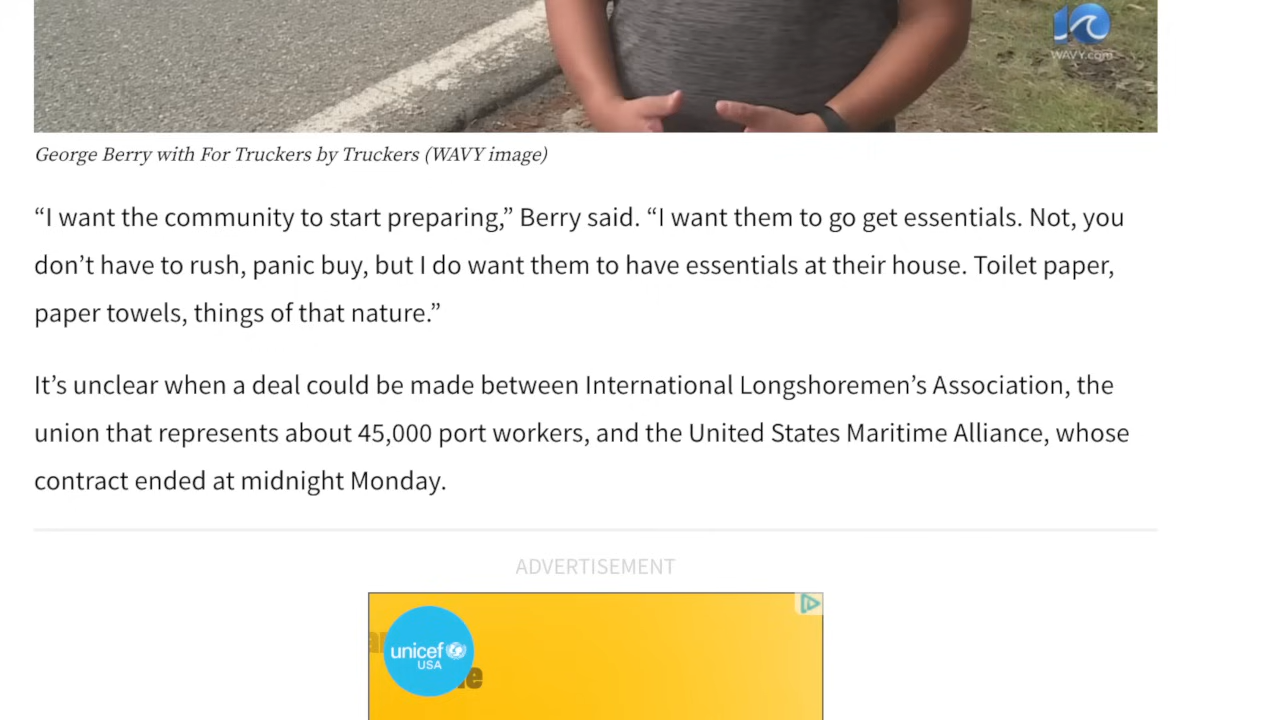 10
WAVY.com
George Berry with For Truckers by Truckers (WAVY image)
“I want the community to start preparing,” Berry said. “I want them to go get essentials. Not, you
don’t have to rush, panic buy, but I do want them to have essentials at their house. Toilet paper,
paper towels, things of that nature.”
It’s unclear when a deal could be made between International Longshoremen’s Association, the
union that represents about 45,000 port workers, and the United States Maritime Alliance, whose
contract ended at midnight Monday.
ADVERTISEMENT
unicef
USA